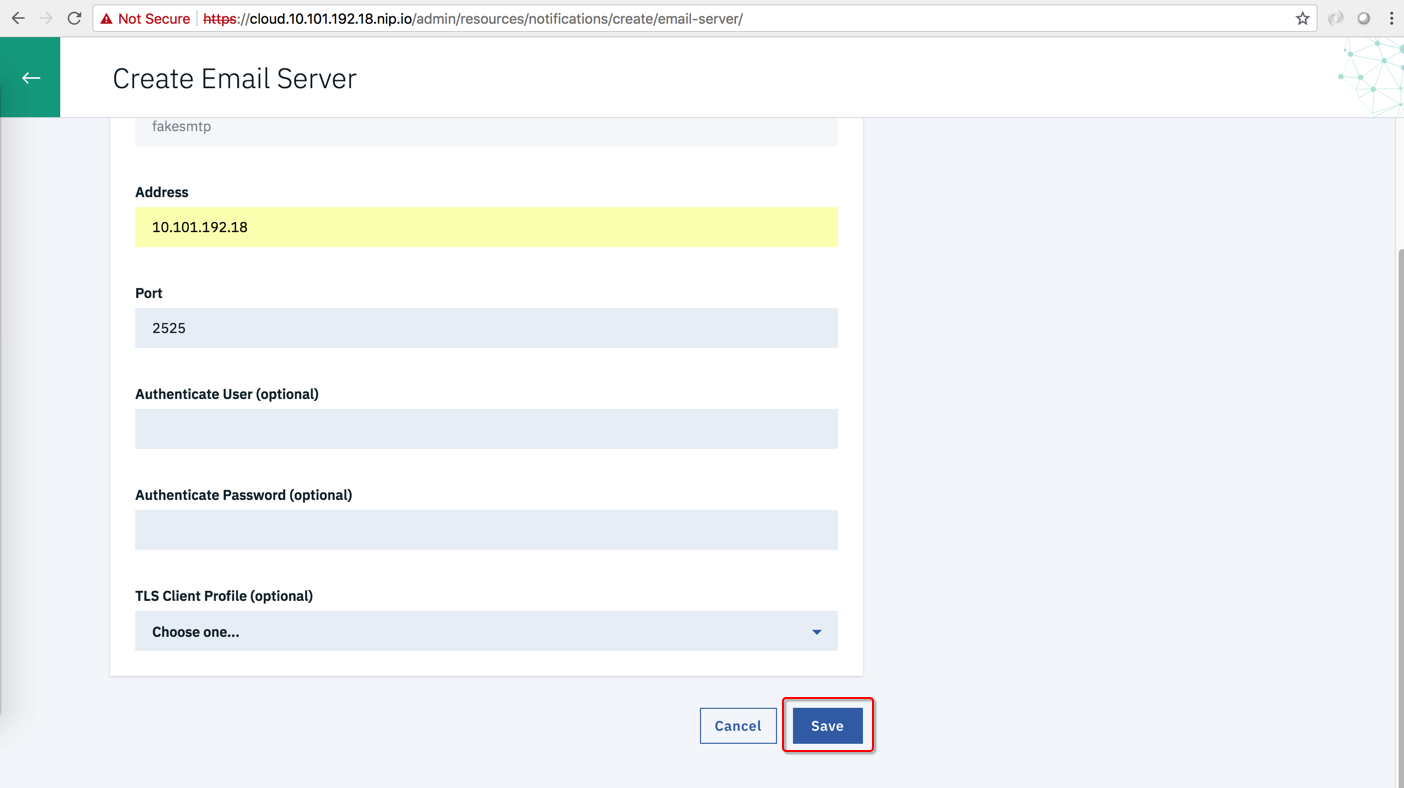 Not Secure https://cloud.10.101.192.18.nip.io/admin/resources/notifications/create/email-server/
Create Email Server
fakesmtp
Address
10.101.192.18
Port
2525
Authenticate User (optional)
Authenticate Password (optional)
TLS Client Profile (optional)
Choose one...
Cancel Save